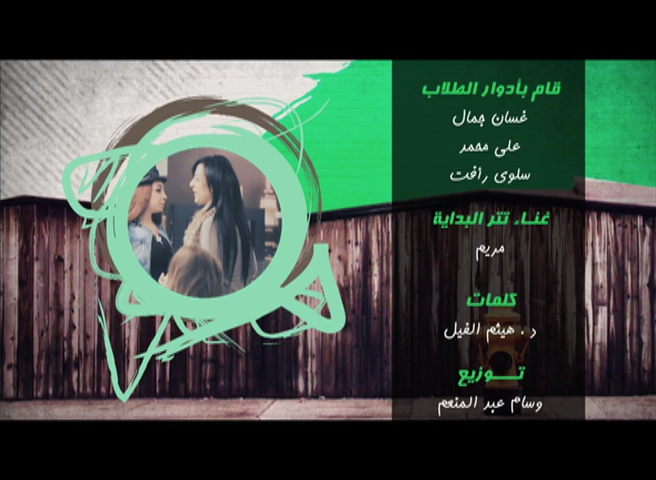 قام بأدوار الطلاب
غسان جمال
على محمد
سلوى رأفت
غناء تتر البداية
مريم
كلمات
د . هيثم الفيل
توزيع
وسام عبد المنعم